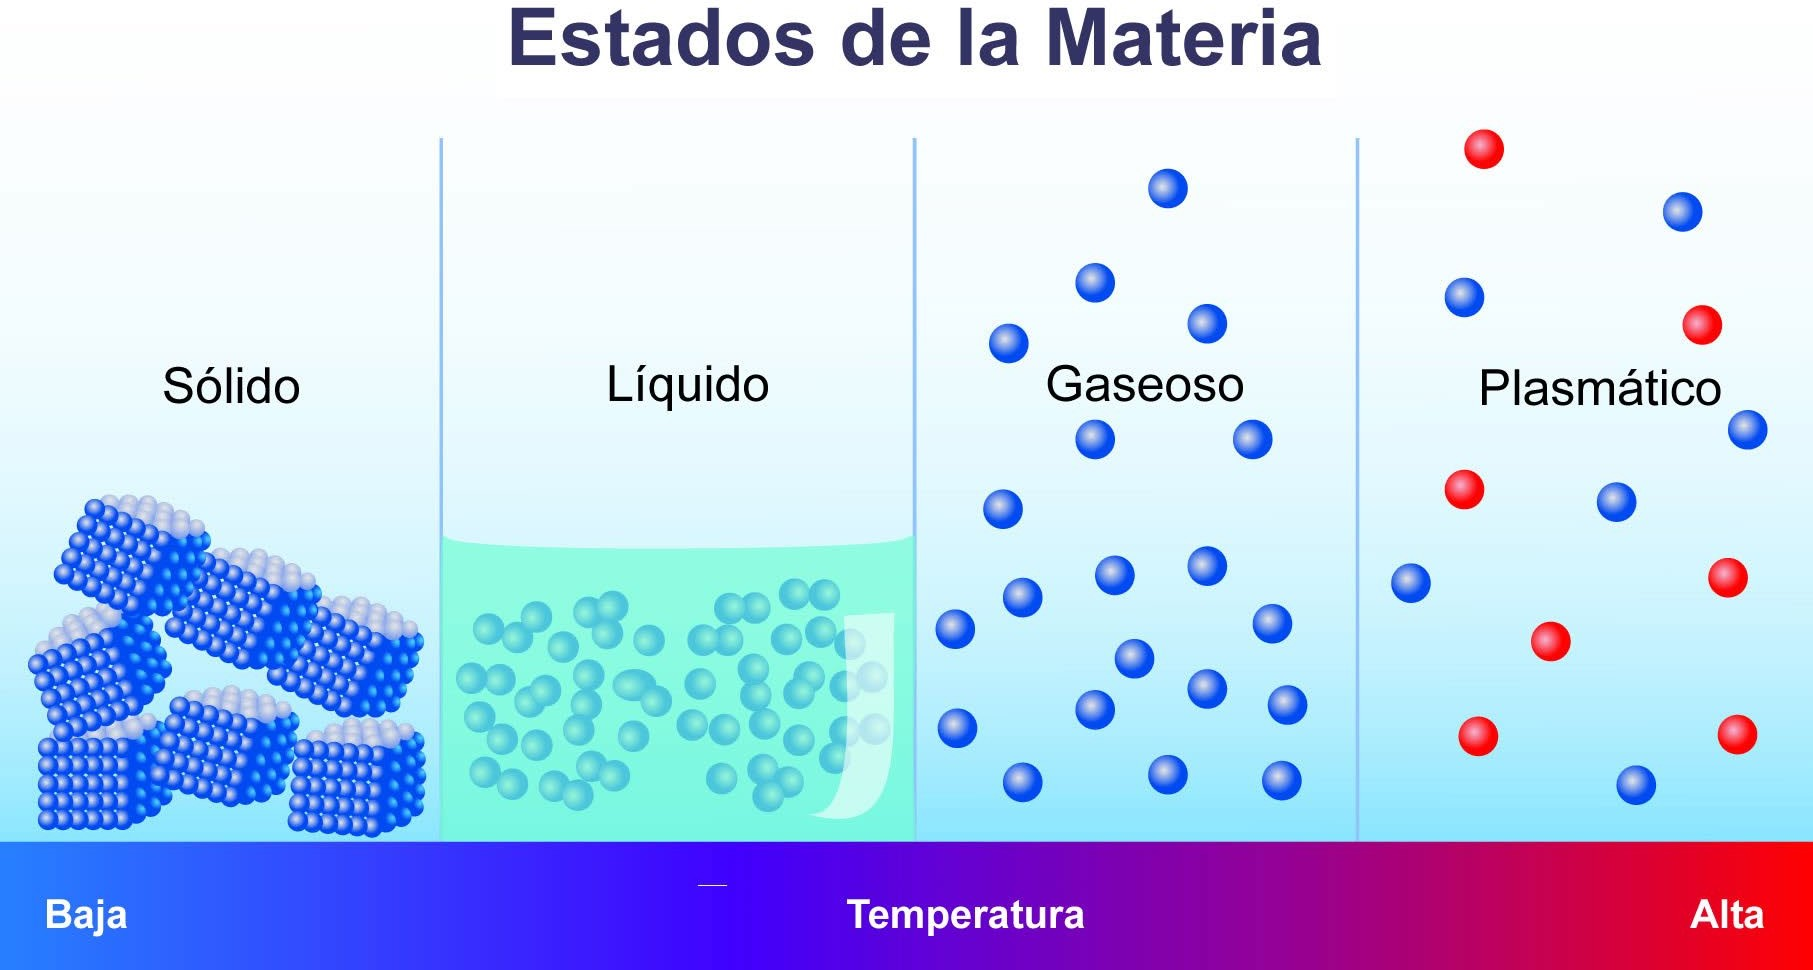 Estados de la Materia
Sólido
Líquido
Gaseoso
Plasmático
Baja
Temperatura
Alta